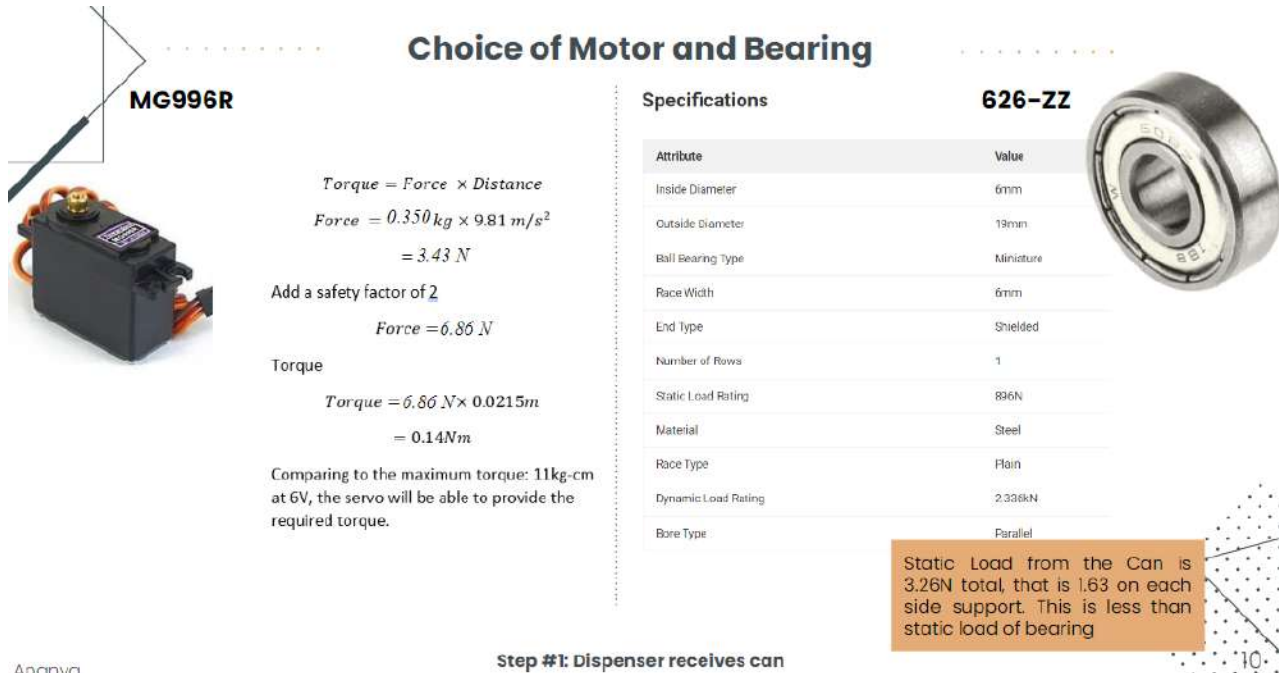 Choice of Motor and Bearing
MG996R
Torque = Force × Distance
Force = 0.350 kg × 9.81 m/s²
= 3.43 N
Add a safety factor of 2
Force = 6.86 N
Torque
Torque = 6.86 N × 0.0215m
= 0.14Nm
Comparing to the maximum torque: 11kg-cm
at 6V, the servo will be able to provide the
required torque.
Specifications
626-ZZ
Attribute Value
Inside Diameter 6mm
Outside Diameter 19mm
Ball Bearing Type Miniature
Race Width 6mm
End Type Shielded
Number of Rows 1
Static Load Rating 896N
Material Steel
Race Type Plain
Dynamic Load Rating 2.336kN
Bore Type Parallel
Static Load from the Can is
3.26N total, that is 1.63 on each
side support. This is less than
static load of bearing
Step #1: Dispenser receives can
Ananya
10